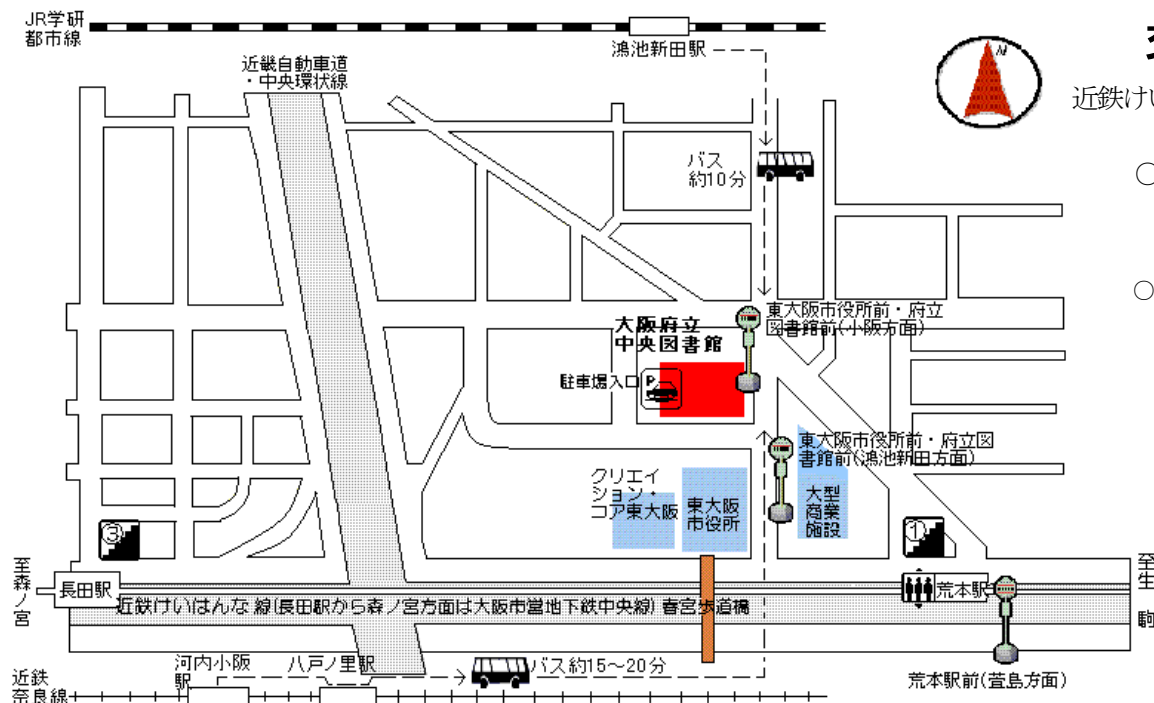 JR学研
都市線
鴻池新田駅
近畿自動車道
・中央環状線
N
近鉄けい
バス
約10分
○
○
東大阪市役所前・府立
図書館前(小阪方面)
大阪府立
中央図書館
駐車場入口
P
東大阪市役所前・府立図
書館前(鴻池新田方面)
クリエイ
ション・
コア東大阪
東大阪
市役所
大型
商業
施設
③
①
至森ノ宮
長田駅
荒本駅
至生駒
近鉄けいはんな線(長田駅から森ノ宮方面は大阪市営地下鉄中央線)
春宮歩道橋
河内小阪
駅
八戸ノ里駅
バス約15～20分
荒本駅前(萱島方面)
近鉄
奈良線